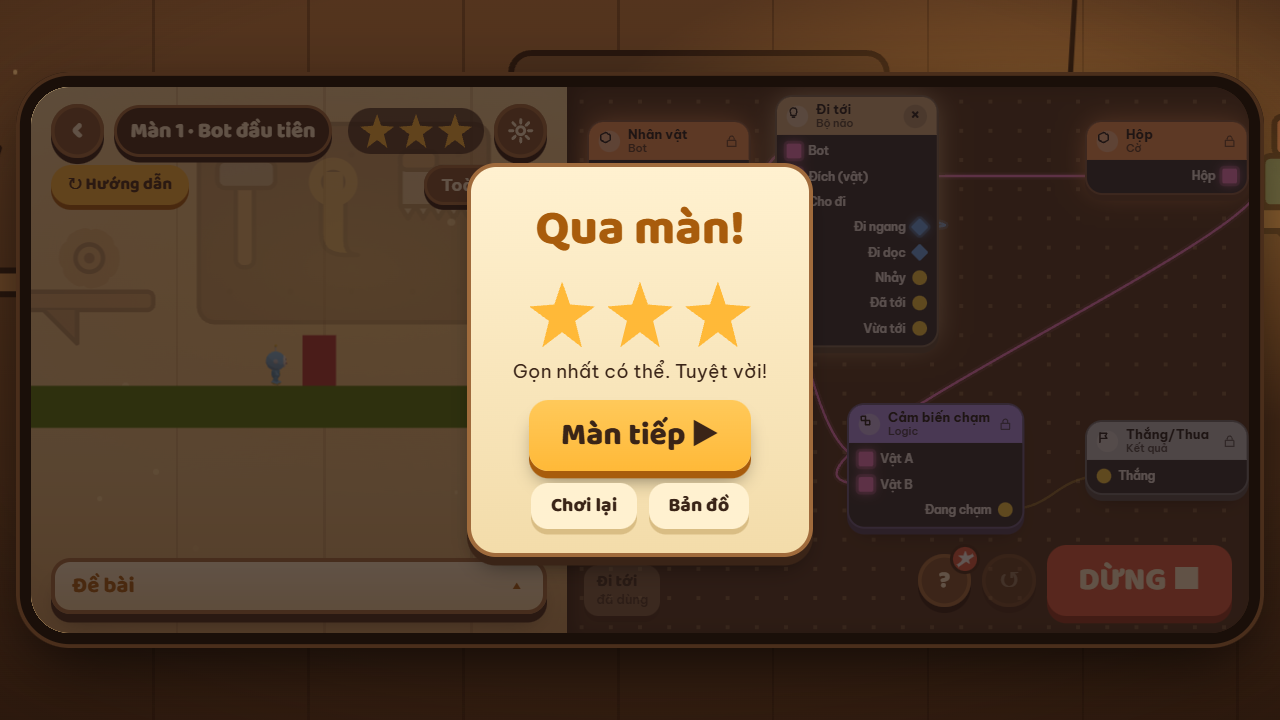 Màn 1 • Bot đầu tiên
↻ Hướng dẫn
Nhân vật
Bot
Đi tới
Bộ não
Bot
Đích (vật)
Cho đi
Đi ngang
Đi dọc
Nhảy
Đã tới
Vừa tới
Hộp
Cờ
Hộp
Qua màn!
Gọn nhất có thể. Tuyệt vời!
Màn tiếp ▶
Chơi lại
Bản đồ
Cảm biến chạm
Logic
Vật A
Vật B
Đang chạm
Thắng/Thua
Kết quả
Thắng
Đề bài
Đi tới
đã dùng
?
DỪNG ■